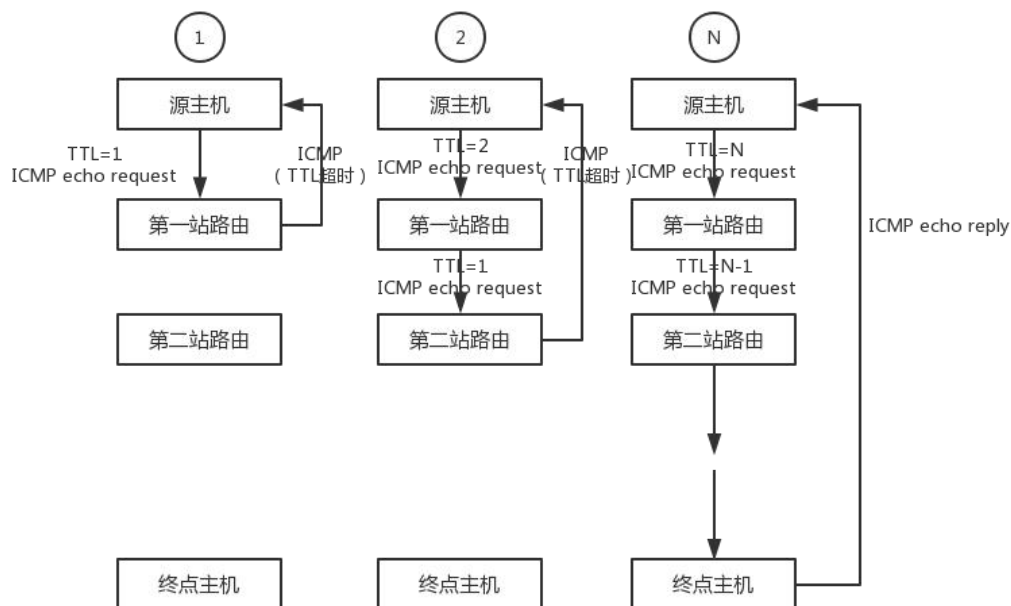 1
2
N
源主机
源主机
源主机
TTL=1
ICMP echo request
ICMP
（TTL超时）
TTL=2
ICMP echo request
ICMP
（TTL超时）
TTL=N
ICMP echo request
第一站路由
第一站路由
第一站路由
ICMP echo reply
TTL=1
ICMP echo request
TTL=N-1
ICMP echo request
第二站路由
第二站路由
第二站路由
终点主机
终点主机
终点主机